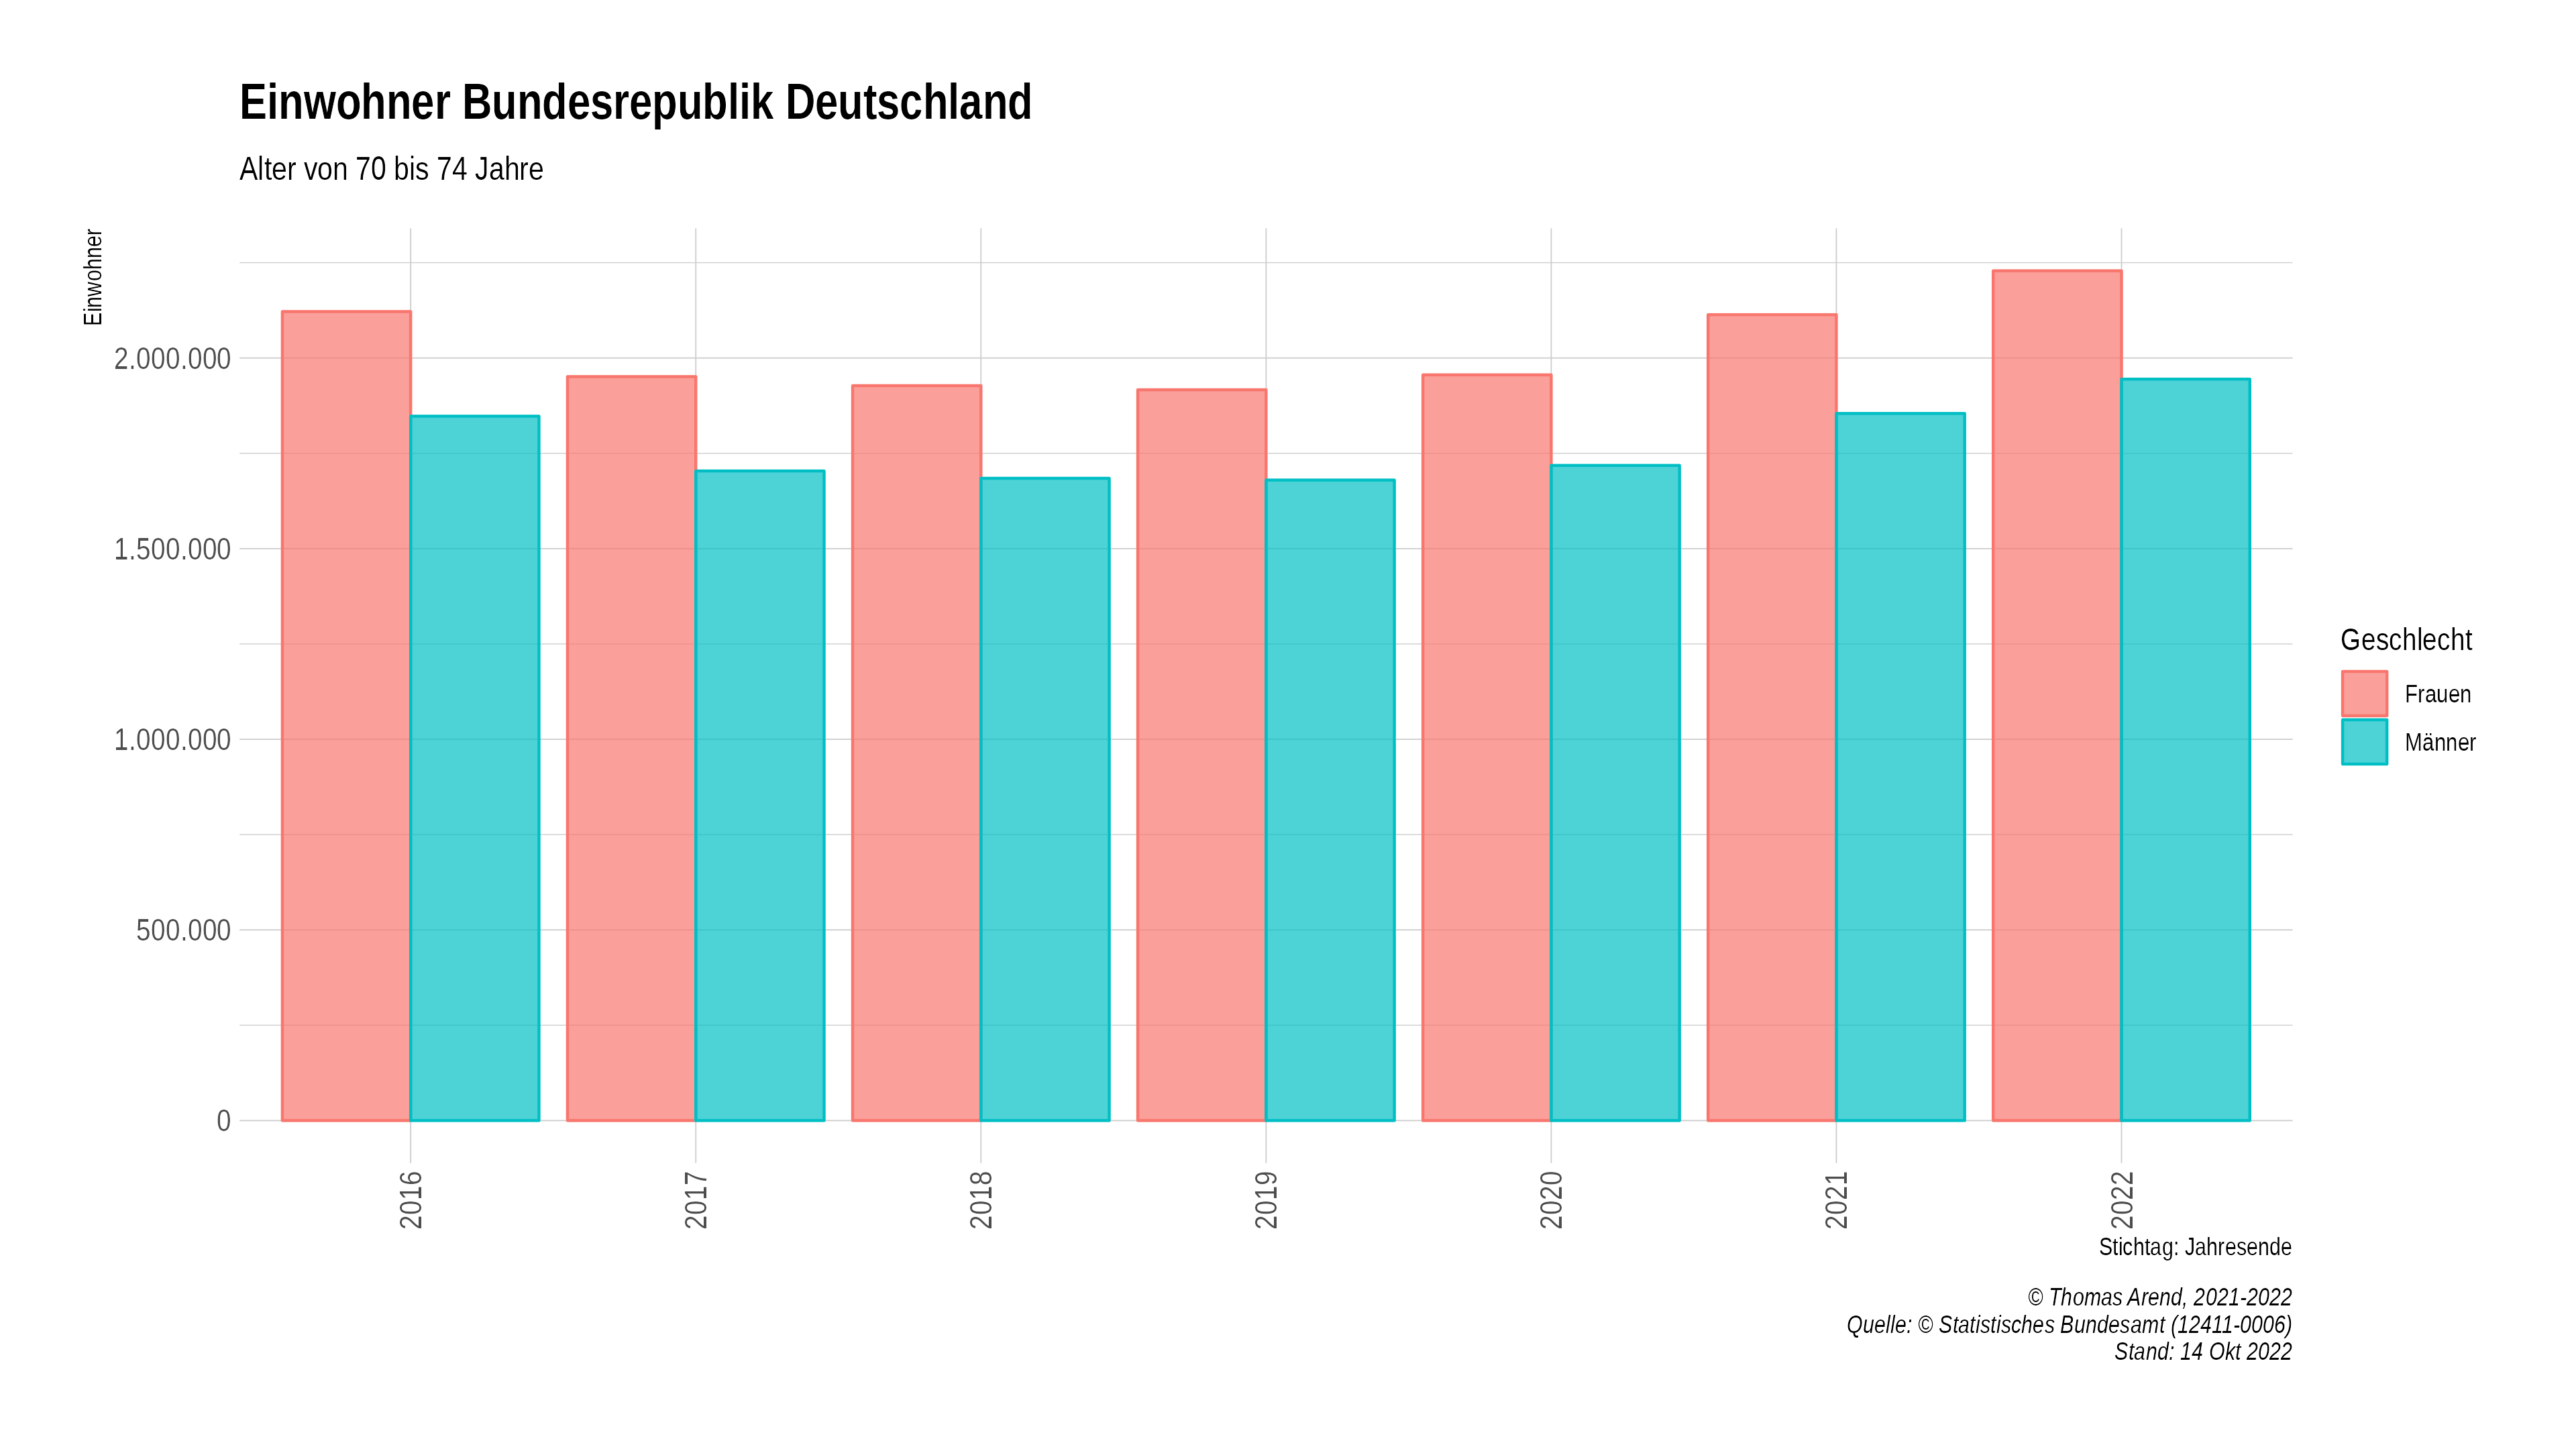 Einwohner Bundesrepublik Deutschland
Alter von 70 bis 74 Jahre
Einwohner
2.000.000
1.500.000
1.000.000
500.000
0
2016
2017
2018
2019
2020
2021
2022
Geschlecht
Frauen
Männer
Stichtag: Jahresende
© Thomas Arend, 2021-2022
Quelle: © Statistisches Bundesamt (12411-0006)
Stand: 14 Okt 2022